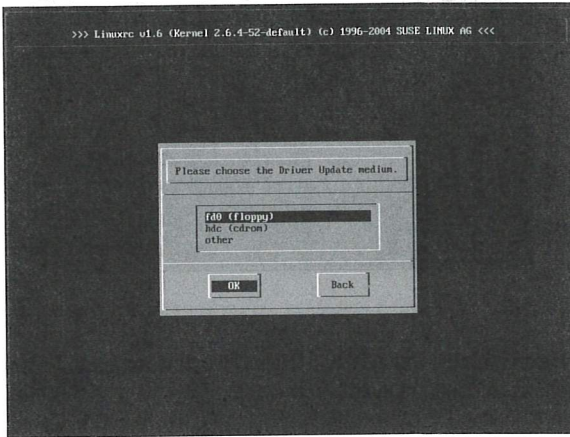 >>> Linuxrc v1.6 (Kernel 2.6.4-52-default) (c) 1996-2004 SUSE LINUX AG <<<
Please choose the Driver Update medium.
fd0 (floppy)
hdc (cdrom)
other
OK Back